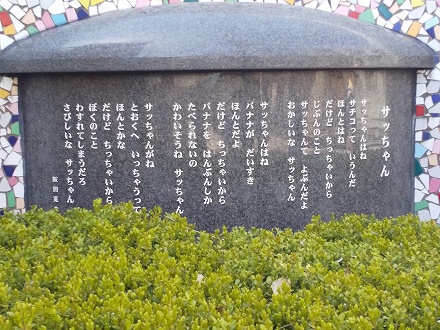 サッちゃん
サッちゃんはね
サチコっていうんだ
ほんとはね
だけど ちっちゃいから
じぶんのこと
サッちゃんて よぶんだよ
おかしいな サッちゃん
サッちゃんはね
バナナが だいすき
ほんとだよ
だけど ちっちゃいから
バナナを はんぶんしか
たべられないの
かわいそうね サッちゃん
サッちゃんがね
とおくへ いっちゃうって
ほんとかな
だけど ちっちゃいから
ぼくのこと
わすれてしまうだろ
さびしいな サッちゃん
阪田